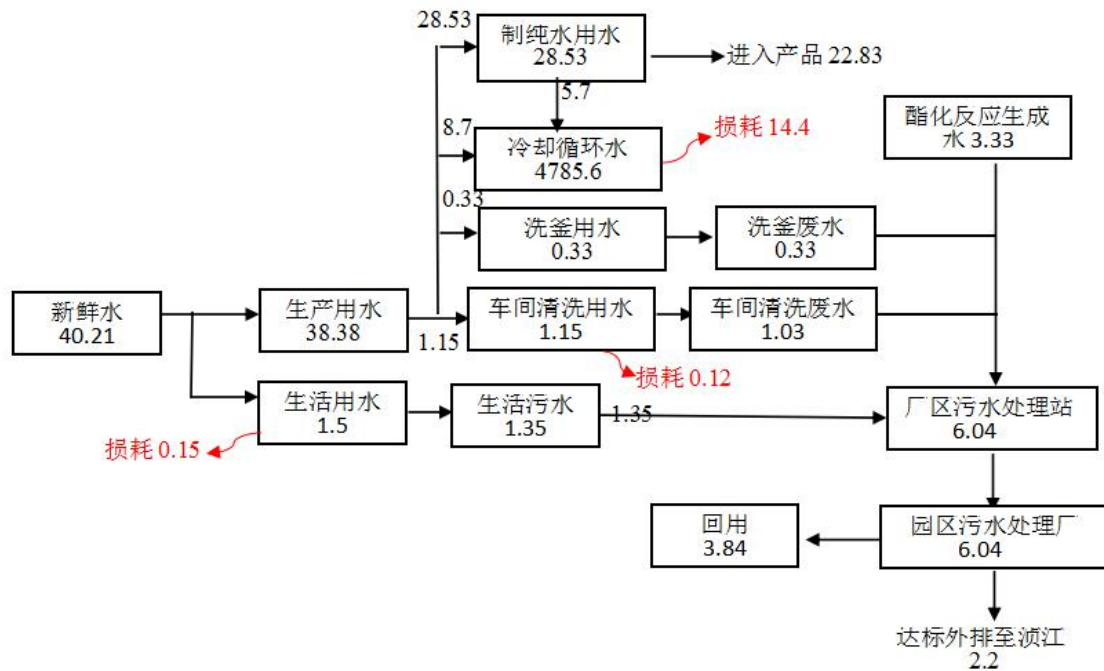 28.53
制纯水用水
28.53
进入产品 22.83
5.7
8.7
冷却循环水
4785.6
损耗 14.4
酯化反应生成
水 3.33
0.33
洗釜用水
0.33
洗釜废水
0.33
新鲜水
40.21
生产用水
38.38
1.15
车间清洗用水
1.15
车间清洗废水
1.03
损耗 0.12
生活用水
1.5
生活污水
1.35
1.35
损耗 0.15
厂区污水处理站
6.04
回用
3.84
园区污水处理厂
6.04
达标外排至浈江
2.2